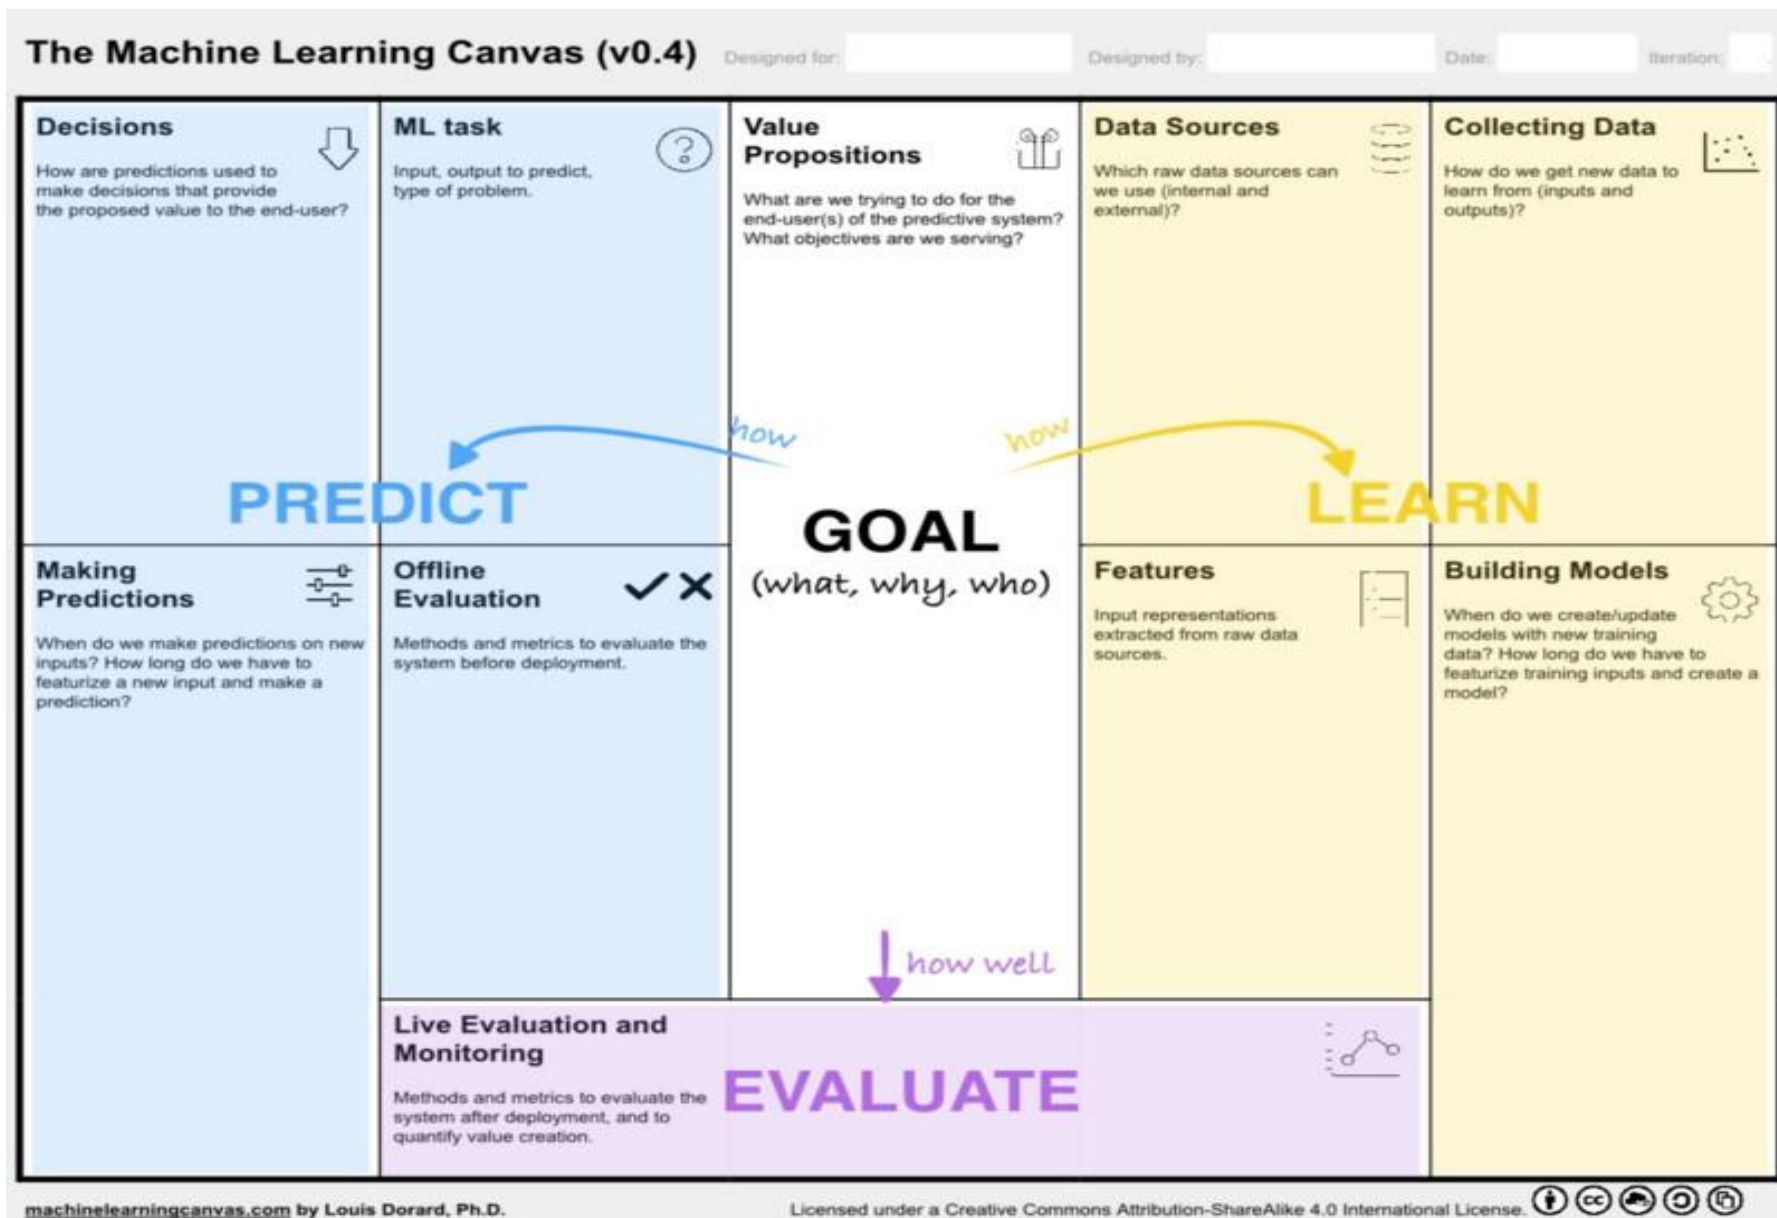 The Machine Learning Canvas (v0.4)
Designed for:
Designed by:
Date:
Iteration:
Decisions
How are predictions used to
make decisions that provide
the proposed value to the end-user?
ML task
Input, output to predict,
type of problem.
Value
Propositions
What are we trying to do for the
end-user(s) of the predictive system?
What objectives are we serving?
Data Sources
Which raw data sources can
we use (internal and
external)?
Collecting Data
How do we get new data to
learn from (inputs and
outputs)?
how
how
PREDICT
GOAL
(what, why, who)
LEARN
Making
Predictions
When do we make predictions on new
inputs? How long do we have to
featurize a new input and make a
prediction?
Offline
Evaluation
Methods and metrics to evaluate the
system before deployment.
Features
Input representations
extracted from raw data
sources.
Building Models
When do we create/update
models with new training
data? How long do we have to
featurize training inputs and create a
model?
how well
Live Evaluation and
Monitoring
Methods and metrics to evaluate the
system after deployment, and to
quantify value creation.
EVALUATE
machinelearningcanvas.com by Louis Dorard, Ph.D.
Licensed under a Creative Commons Attribution-ShareAlike 4.0 International License.